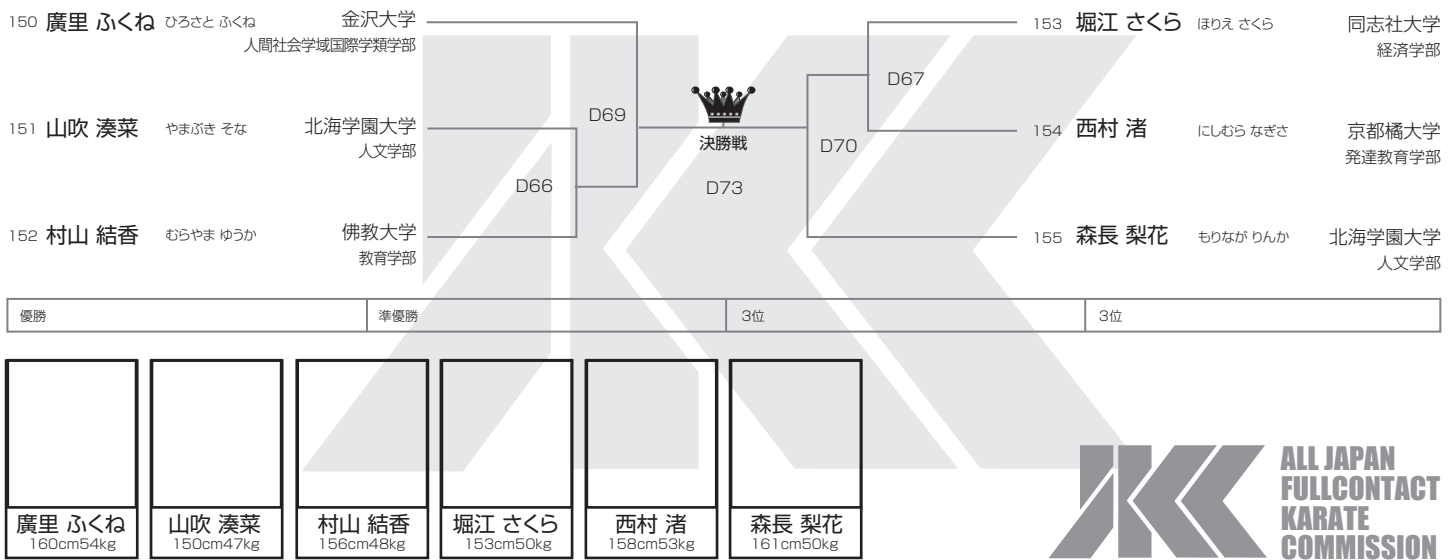 150 廣里 ふくね ひろさと ふくね 金沢大学
人間社会学域国際学類学部
151 山吹 湊菜 やまぶき そな 北海学園大学
人文学部
152 村山 結香 むらやま ゆうか 佛教大学
教育学部
D66
D69
決勝戦
D73
D70
D67
153 堀江 さくら ほりえ さくら 同志社大学
経済学部
154 西村 渚 にしむら なぎさ 京都橘大学
発達教育学部
155 森長 梨花 もりなが りんか 北海学園大学
人文学部
優勝 準優勝 3位 3位
廣里 ふくね
160cm54kg
山吹 湊菜
150cm47kg
村山 結香
156cm48kg
堀江 さくら
153cm50kg
西村 渚
158cm53kg
森長 梨花
161cm50kg
ALL JAPAN
FULLCONTACT
KARATE
COMMISSION